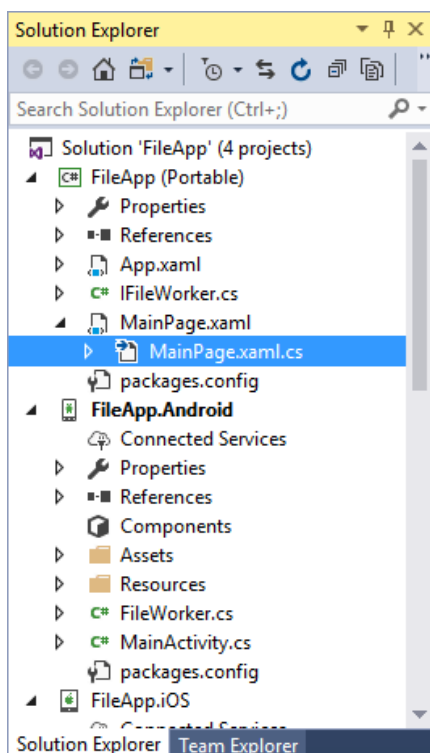 Solution Explorer
Search Solution Explorer (Ctrl+;)
Solution 'FileApp' (4 projects)
C# FileApp (Portable)
Properties
References
App.xaml
C# IFileWorker.cs
MainPage.xaml
MainPage.xaml.cs
packages.config
FileApp.Android
Connected Services
Properties
References
Components
Assets
Resources
C# FileWorker.cs
C# MainActivity.cs
packages.config
FileApp.iOS
Connected Services
Solution Explorer Team Explorer